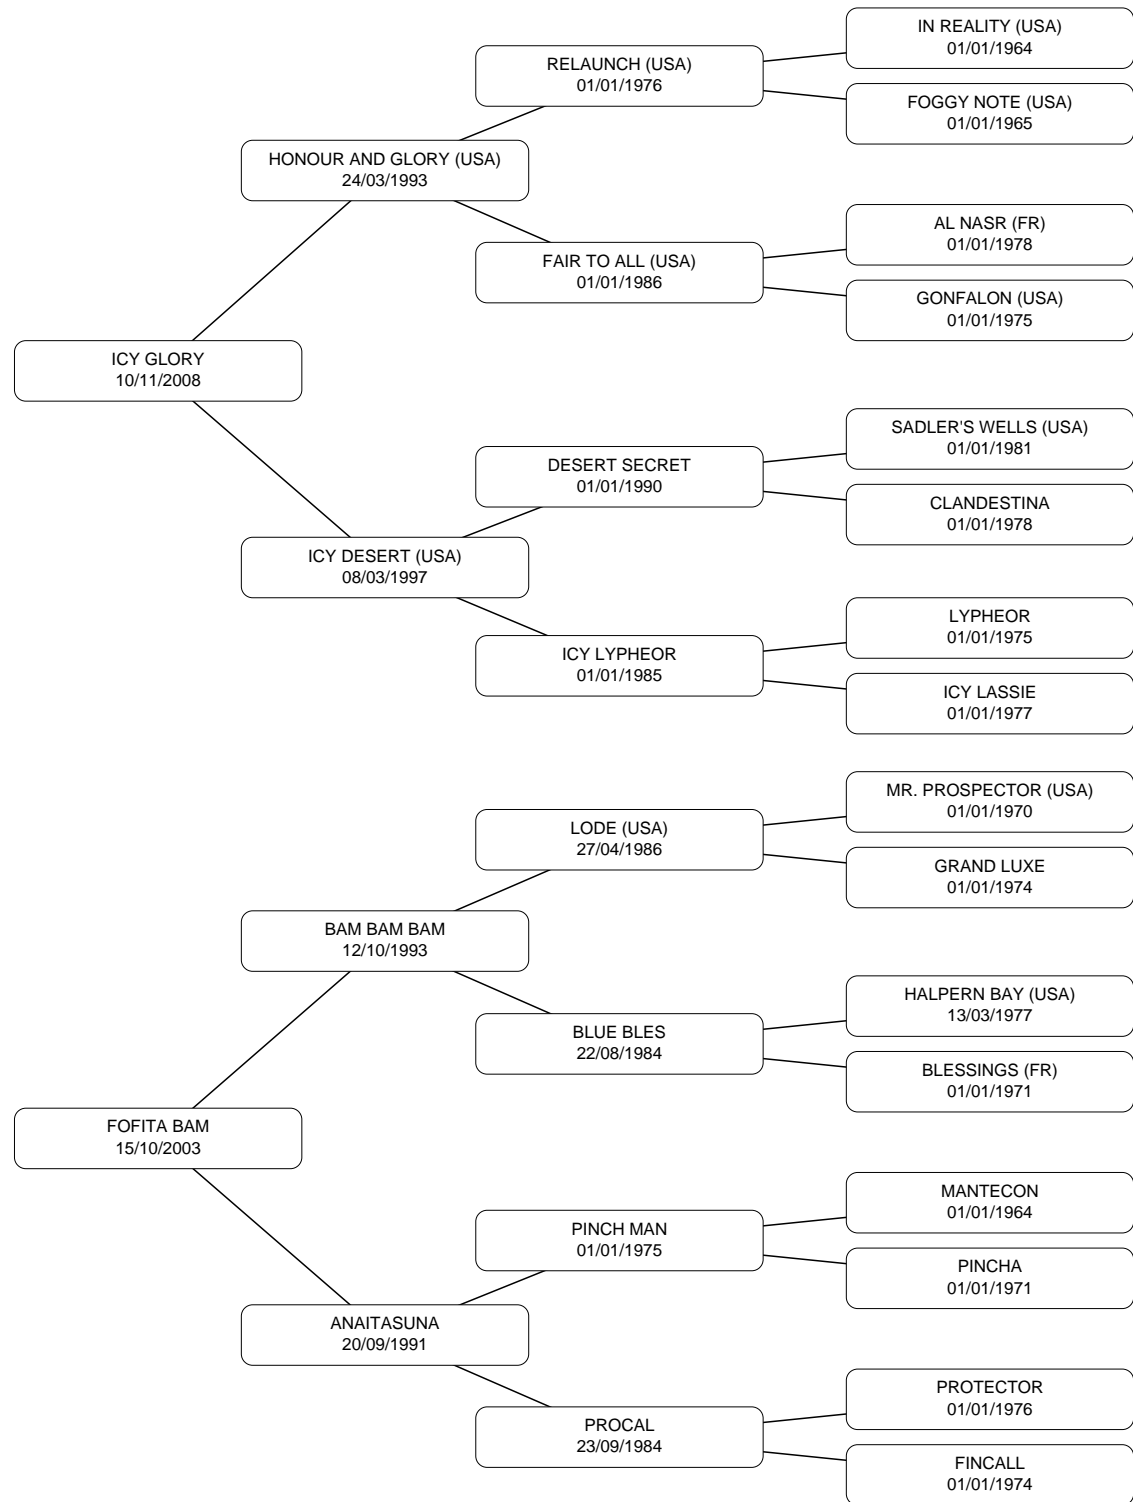 IN REALITY (USA)
01/01/1964
RELAUNCH (USA)
01/01/1976
FOGGY NOTE (USA)
01/01/1965
HONOUR AND GLORY (USA)
24/03/1993
AL NASR (FR)
01/01/1978
FAIR TO ALL (USA)
01/01/1986
GONFALON (USA)
01/01/1975
ICY GLORY
10/11/2008
SADLER'S WELLS (USA)
01/01/1981
DESERT SECRET
01/01/1990
CLANDESTINA
01/01/1978
ICY DESERT (USA)
08/03/1997
LYPHEOR
01/01/1975
ICY LYPHEOR
01/01/1985
ICY LASSIE
01/01/1977
MR. PROSPECTOR (USA)
01/01/1970
LODE (USA)
27/04/1986
GRAND LUXE
01/01/1974
BAM BAM BAM
12/10/1993
HALPERN BAY (USA)
13/03/1977
BLUE BLES
22/08/1984
BLESSINGS (FR)
01/01/1971
FOFITA BAM
15/10/2003
MANTECON
01/01/1964
PINCH MAN
01/01/1975
PINCHA
01/01/1971
ANAITASUNA
20/09/1991
PROTECTOR
01/01/1976
PROCAL
23/09/1984
FINCALL
01/01/1974